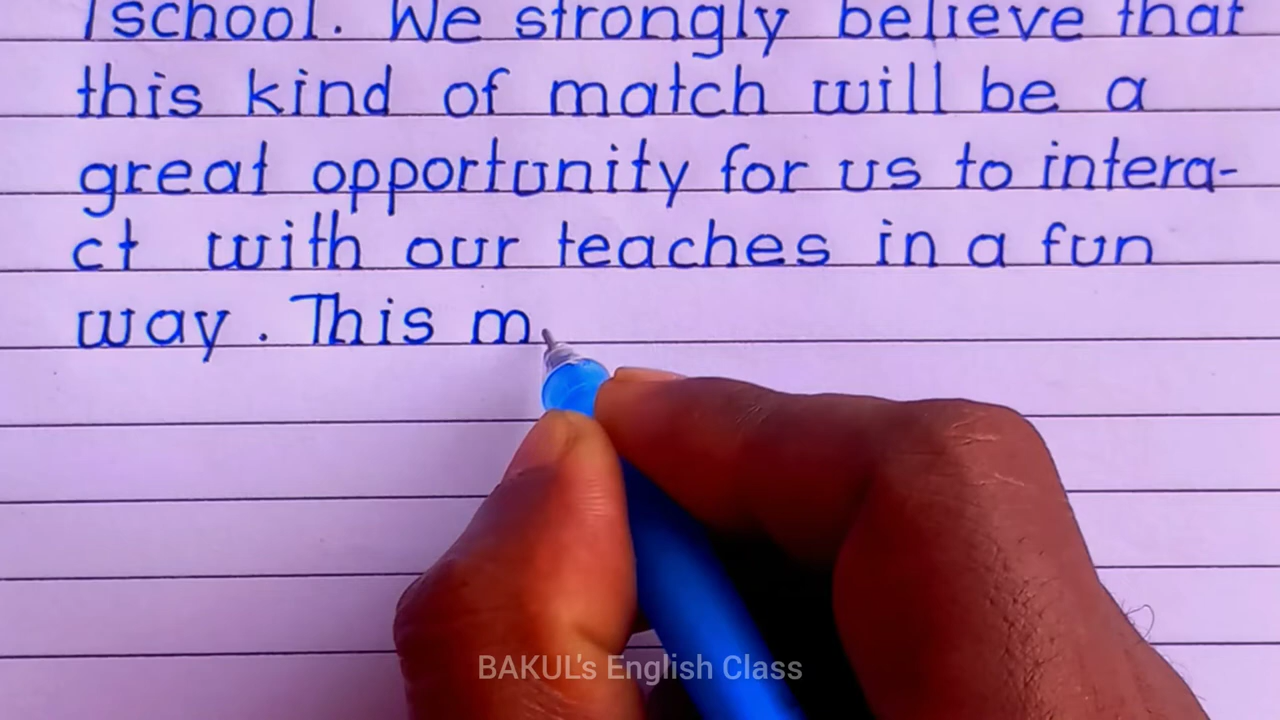 school. We strongly believe that
this kind of match will be a
great opportunity for us to intera-
ct with our teaches in a fun
way. This m
BAKUL's English Class